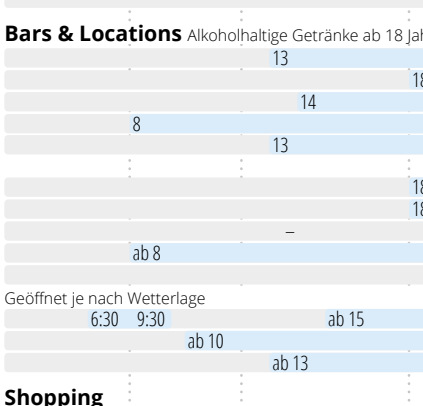 Bars & Locations Alkoholhaltige Getränke ab 18
13
18
14
8
13
18
18
–
ab 8
Geöffnet je nach Wetterlage
6:30 9:30 ab 15
ab 10
ab 13
Shopping